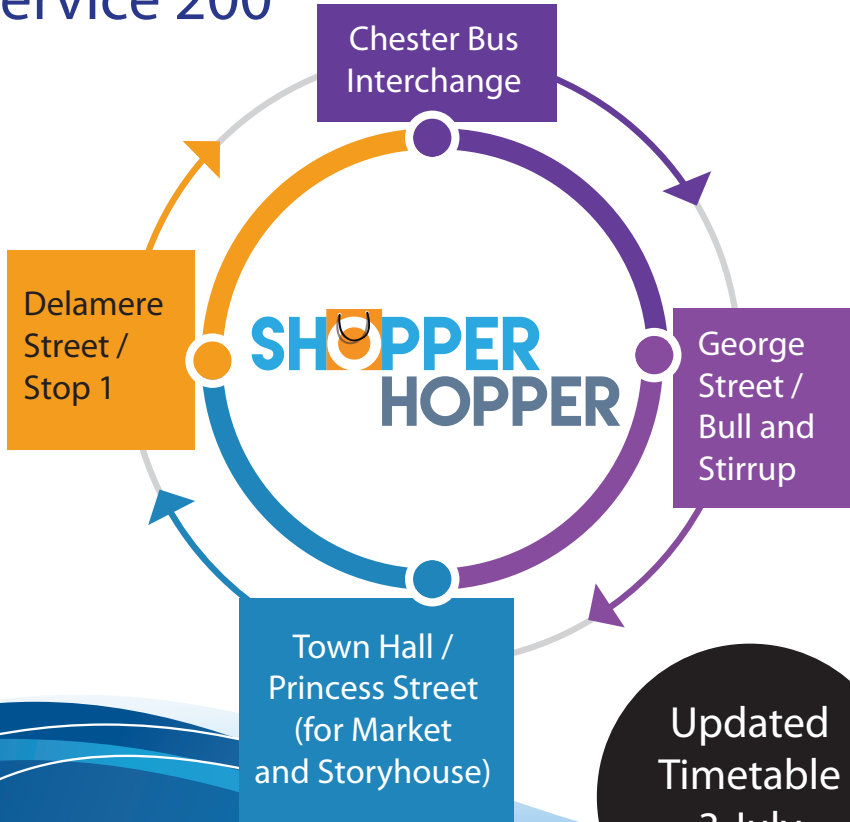 200
Chester Bus
Interchange
Delamere
Street /
Stop 1
SHOPPER
HOPPER
George
Street /
Bull and
Stirrup
Town Hall /
Princess Street
(for Market
and Storyhouse)
Updated
Timetable